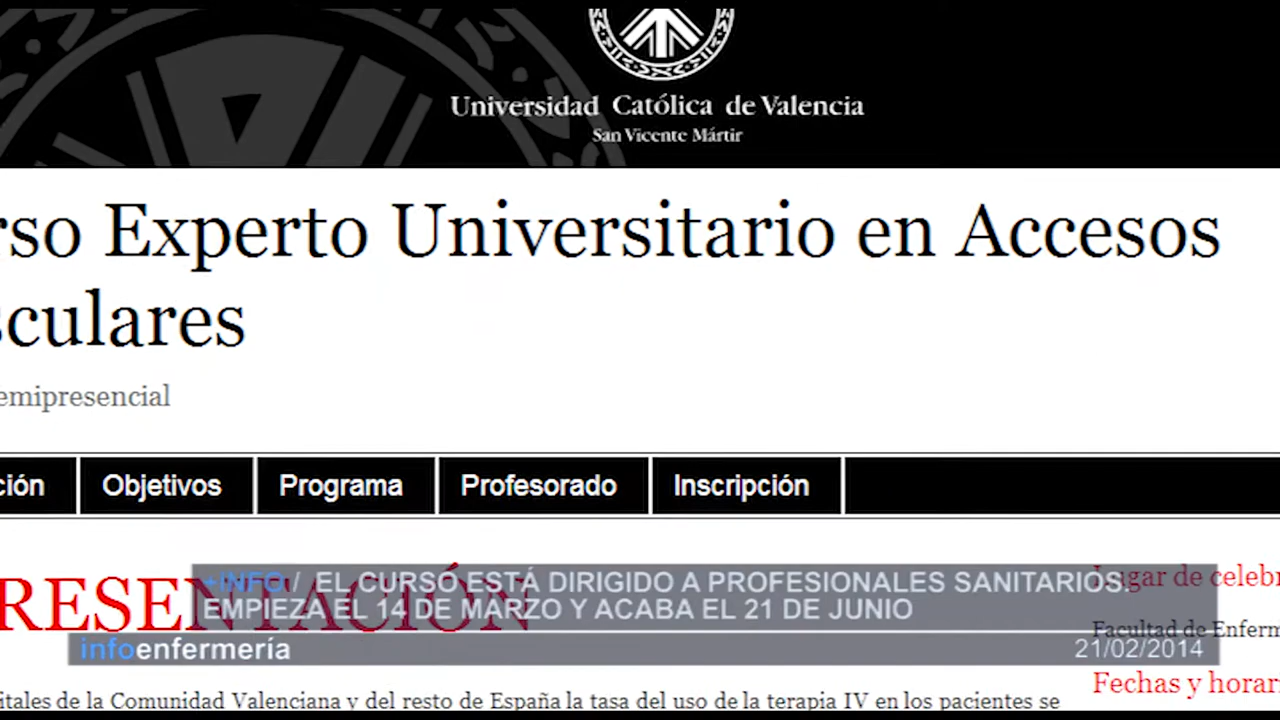 Universidad Católica de Valencia
San Vicente Mártir
rso Experto Universitario en Accesos
sculares
emipresencial
ción Objetivos Programa Profesorado Inscripción
RESENTACIÓN
+INFO / EL CURSO ESTÁ DIRIGIDO A PROFESIONALES SANITARIOS.
EMPIEZA EL 14 DE MARZO Y ACABA EL 21 DE JUNIO
infoenfermería 21/02/2014
Lugar de celebr
Facultad de Enferm
Fechas y horari
itales de la Comunidad Valenciana y del resto de España la tasa del uso de la terapia IV en los pacientes se